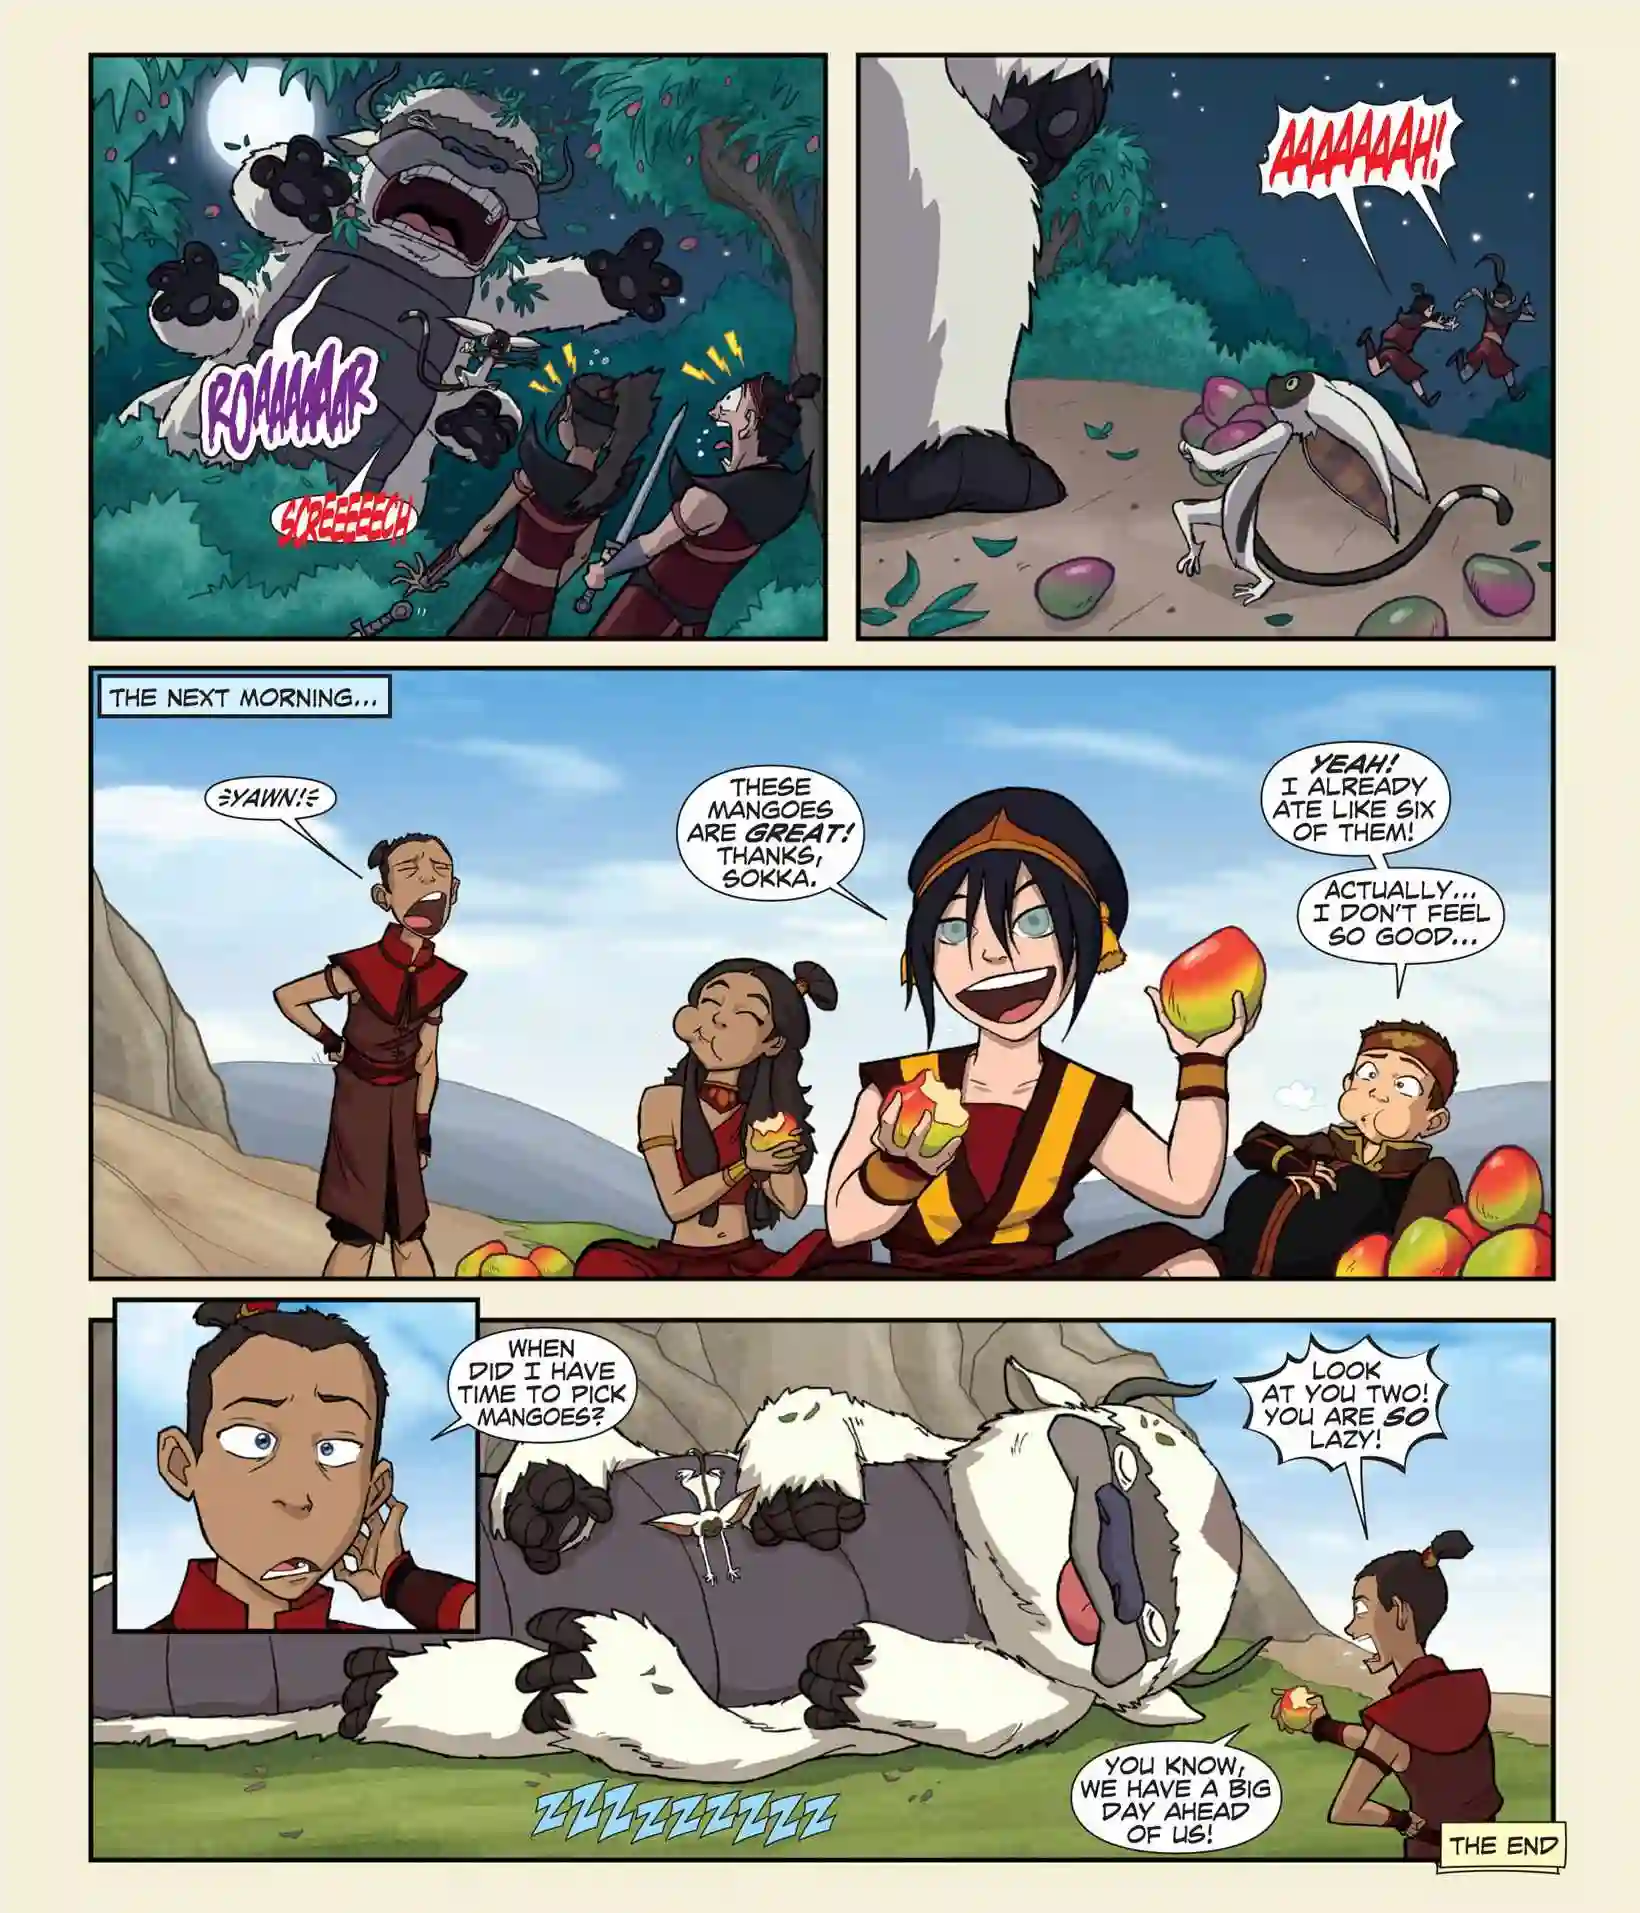 ROAAAAAAR
SCREEEEECH
AAAAAAAH!
THE NEXT MORNING...
YAWN!
THESE
MANGOES
ARE GREAT!
THANKS,
SOKKA.
YEAH!
I ALREADY
ATE LIKE SIX
OF THEM!
ACTUALLY...
I DON'T FEEL
SO GOOD...
WHEN
DID I HAVE
TIME TO PICK
MANGOES?
LOOK
AT YOU TWO!
YOU ARE SO
LAZY!
YOU KNOW,
WE HAVE A BIG
DAY AHEAD
OF US!
ZZZZZZZZZ
THE END